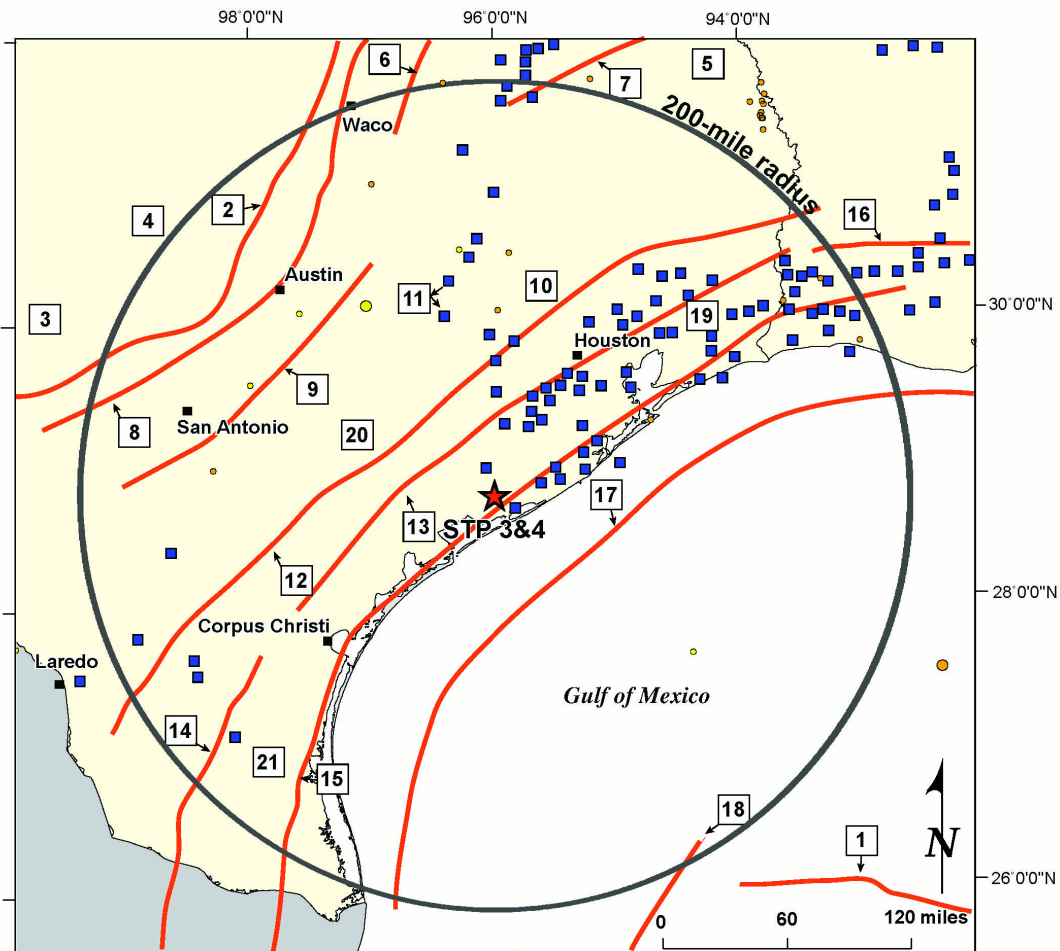 98°0'0"W
96°0'0"W
94°0'0"W
6
5
7
200-mile radius
Waco
4
2
16
Austin
10
11
3
30°0'0"N
19
Houston
9
8
San Antonio
20
17
13
STP 3&4
12
28°0'0"N
Corpus Christi
Laredo
Gulf of Mexico
14
21
15
18
1
N
26°0'0"N
0
60
120 miles